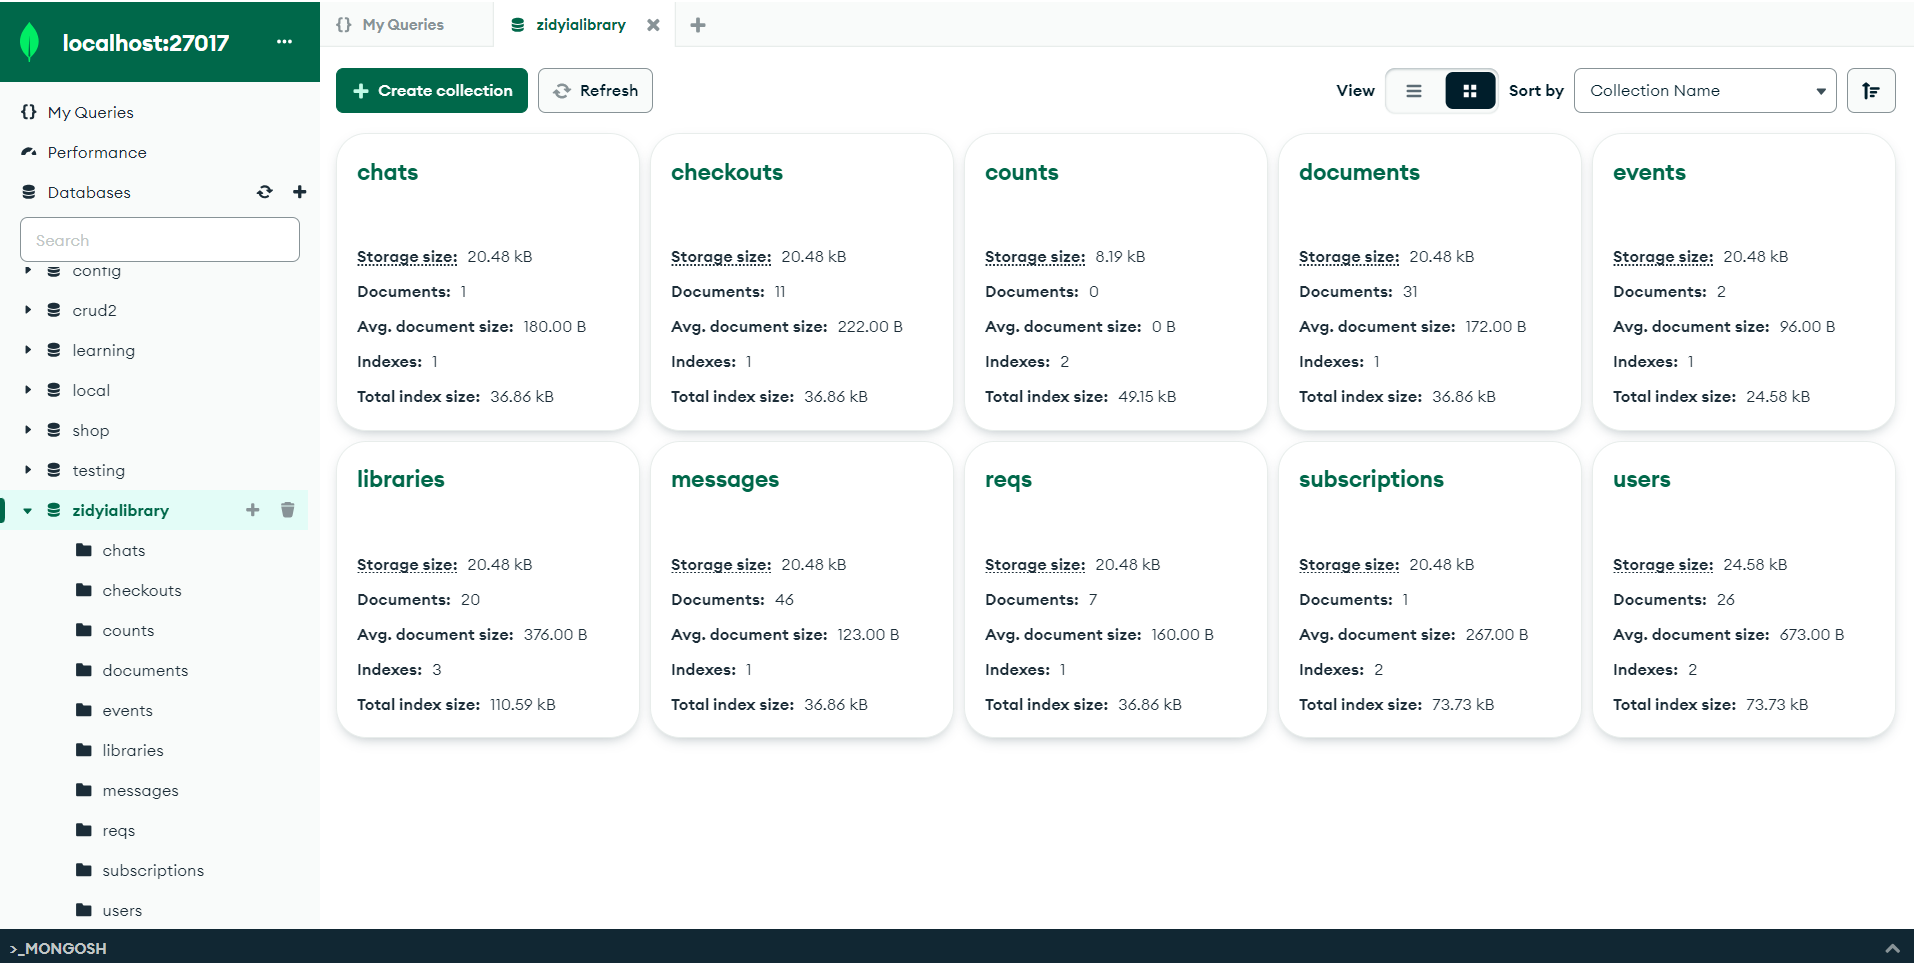 localhost:27017
My Queries
Performance
Databases
Search
config
crud2
learning
local
shop
testing
zidyialibrary
chats
checkouts
counts
documents
events
libraries
messages
reqs
subscriptions
users
{} My Queries
zidyialibrary
Create collection
Refresh
View
Sort by
Collection Name
chats
Storage size: 20.48 kB
Documents: 1
Avg. document size: 180.00 B
Indexes: 1
Total index size: 36.86 kB
checkouts
Storage size: 20.48 kB
Documents: 11
Avg. document size: 222.00 B
Indexes: 1
Total index size: 36.86 kB
counts
Storage size: 8.19 kB
Documents: 0
Avg. document size: 0 B
Indexes: 2
Total index size: 49.15 kB
documents
Storage size: 20.48 kB
Documents: 31
Avg. document size: 172.00 B
Indexes: 1
Total index size: 36.86 kB
events
Storage size: 20.48 kB
Documents: 2
Avg. document size: 96.00 B
Indexes: 1
Total index size: 24.58 kB
libraries
Storage size: 20.48 kB
Documents: 20
Avg. document size: 376.00 B
Indexes: 3
Total index size: 110.59 kB
messages
Storage size: 20.48 kB
Documents: 46
Avg. document size: 123.00 B
Indexes: 1
Total index size: 36.86 kB
reqs
Storage size: 20.48 kB
Documents: 7
Avg. document size: 160.00 B
Indexes: 1
Total index size: 36.86 kB
subscriptions
Storage size: 20.48 kB
Documents: 1
Avg. document size: 267.00 B
Indexes: 2
Total index size: 73.73 kB
users
Storage size: 24.58 kB
Documents: 26
Avg. document size: 673.00 B
Indexes: 2
Total index size: 73.73 kB
>_MONGOSH